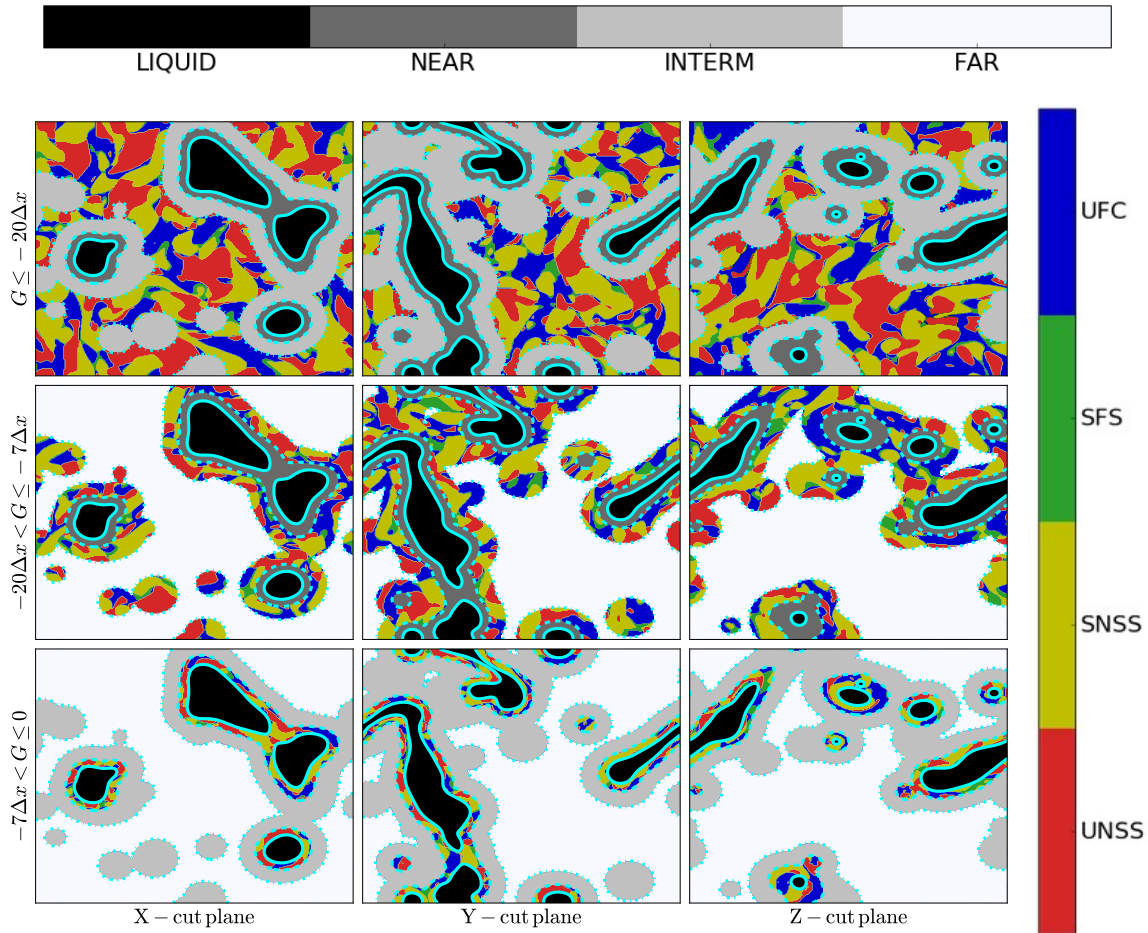 LIQUID NEAR INTERM FAR
G ≤ −20Δx
−20Δx < G ≤ −7Δx
−7Δx < G ≤ 0
X − cut plane Y − cut plane Z − cut plane
UFC
SFS
SNSS
UNSS